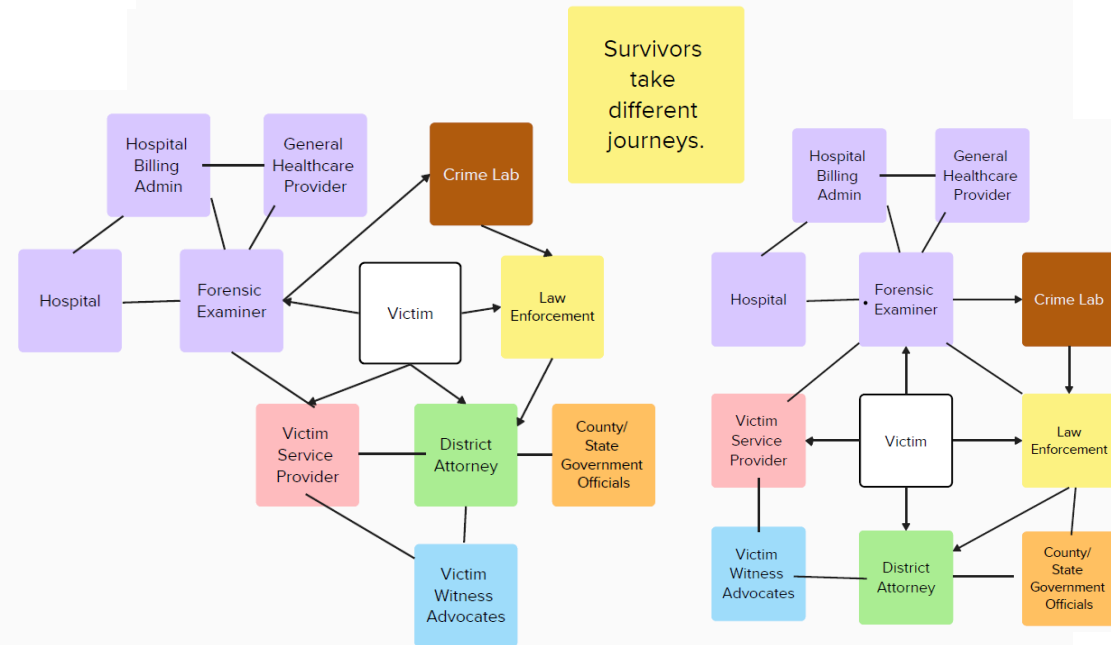 Survivors
take
different
journeys.
Hospital
Billing
Admin
General
Healthcare
Provider
Crime Lab
Hospital
Forensic
Examiner
Victim
Law
Enforcement
Victim
Service
Provider
District
Attorney
County/
State
Government
Officials
Victim
Witness
Advocates
Hospital
Billing
Admin
General
Healthcare
Provider
Hospital
Forensic
Examiner
Crime Lab
Victim
Service
Provider
Victim
Law
Enforcement
Victim
Witness
Advocates
District
Attorney
County/
State
Government
Officials